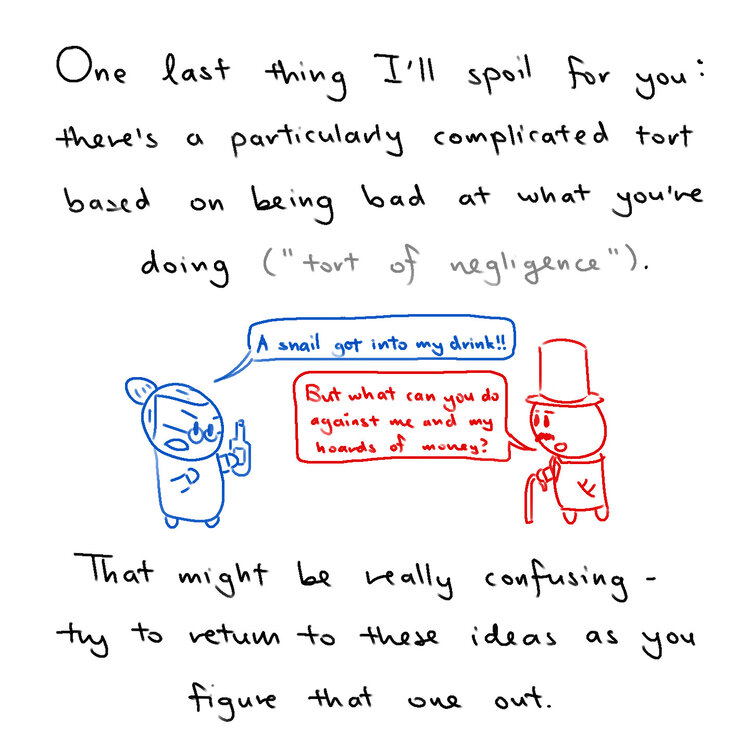 One last thing I'll spoil for you:
there's a particularly complicated tort
based on being bad at what you're
doing ("tort of negligence").
A snail got into my drink!!
But what can you do
against me and my
hoards of money?
That might be really confusing -
try to return to these ideas as you
figure that one out.